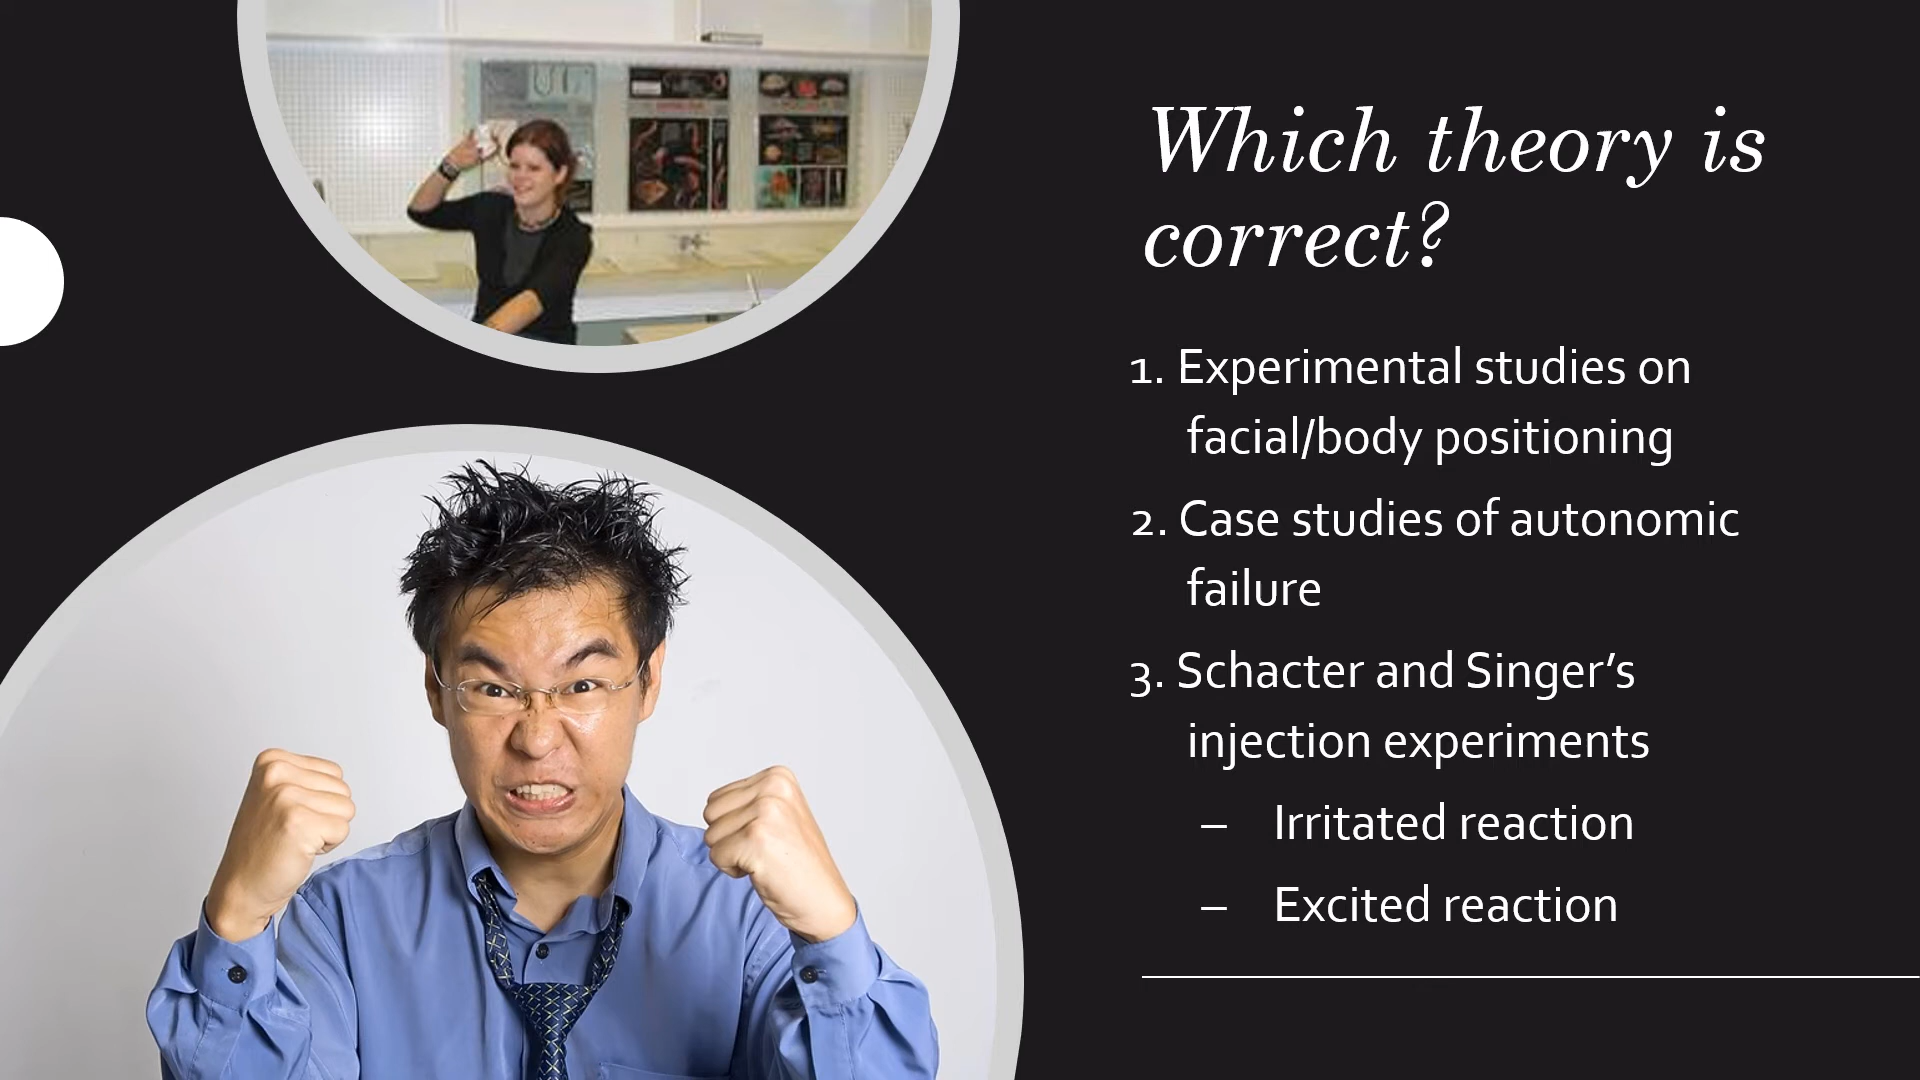 Which theory is
correct?
1. Experimental studies on
facial/body positioning
2. Case studies of autonomic
failure
3. Schacter and Singer’s
injection experiments
– Irritated reaction
– Excited reaction